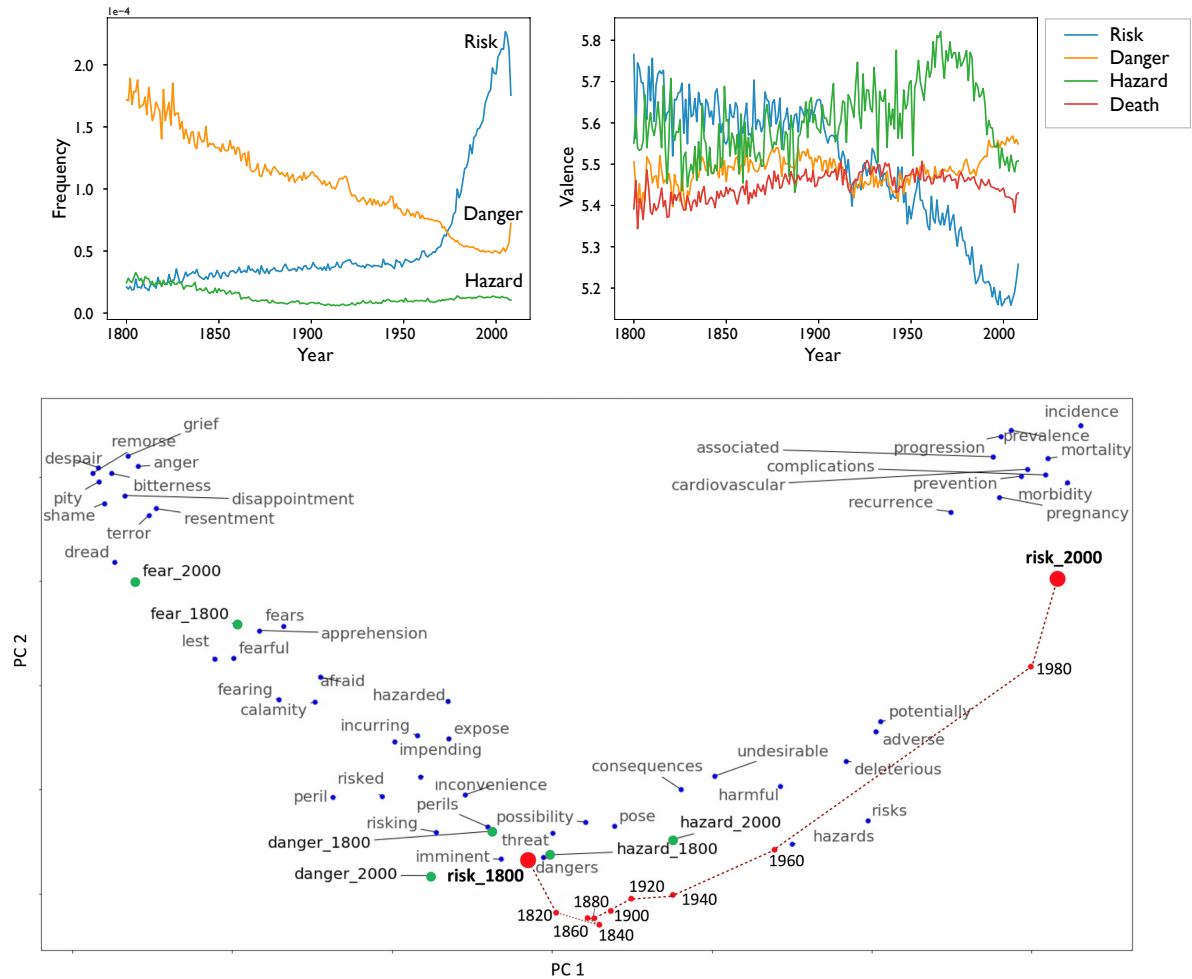 1e−4
Risk
Danger
Hazard
Frequency
2.0
1.5
1.0
0.5
0.0
1800 1850 1900 1950 2000
Year
Valence
5.8
5.7
5.6
5.5
5.4
5.3
5.2
1800 1850 1900 1950 2000
Year
Risk
Danger
Hazard
Death
grief
remorse
despair
anger
bitterness
pity
disappointment
shame
resentment
terror
dread
fear_2000
fear_1800
fears
apprehension
lest
fearful
afraid
fearing
calamity
hazarded
incurring
expose
impending
risked
inconvenience
peril
perils
risking
possibility
pose
danger_1800
threat
hazard_1800
imminent
dangers
danger_2000
risk_1800
consequences
undesirable
harmful
hazard_2000
potentially
adverse
deleterious
risks
hazards
incidence
associated
progression
prevalence
complications
mortality
cardiovascular
prevention
recurrence
morbidity
pregnancy
risk_2000
1980
1960
1940
1920
1900
1880
1820
1860
1840
PC 2
PC 1